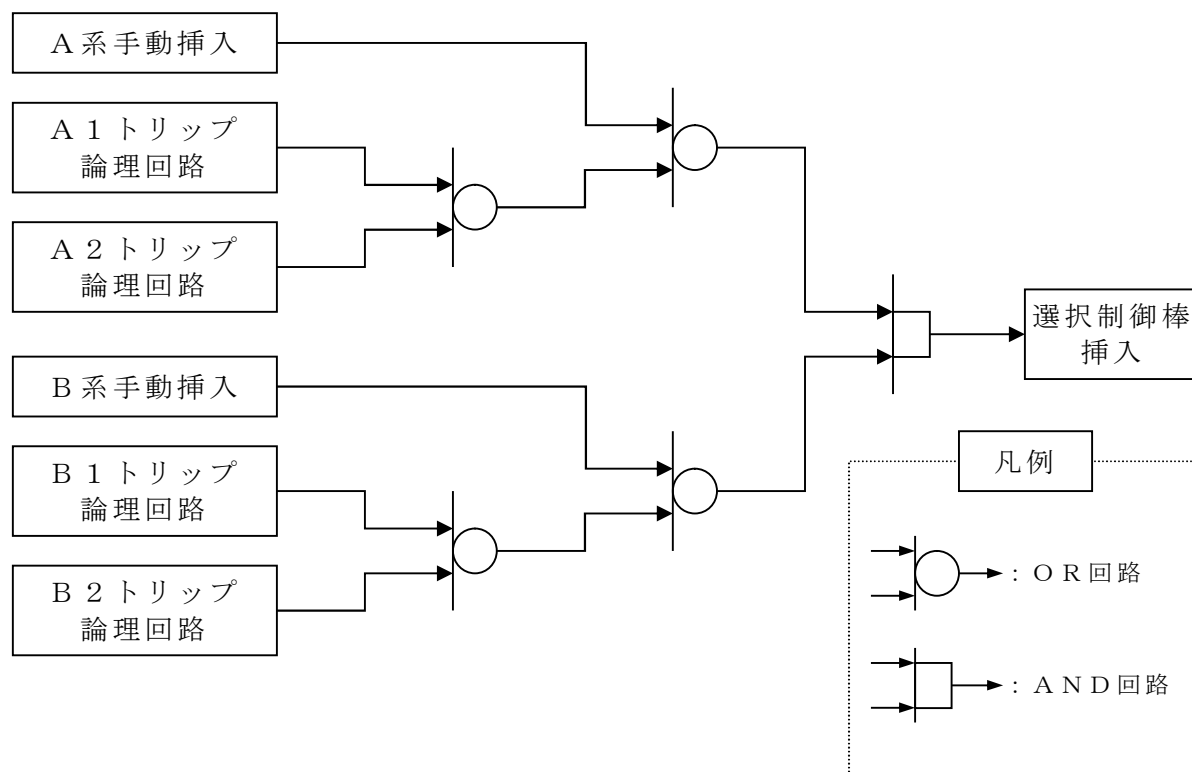 A系手動挿入
A1トリップ
論理回路
A2トリップ
論理回路
B系手動挿入
B1トリップ
論理回路
B2トリップ
論理回路
選択制御棒
挿入
凡例
:OR回路
:AND回路